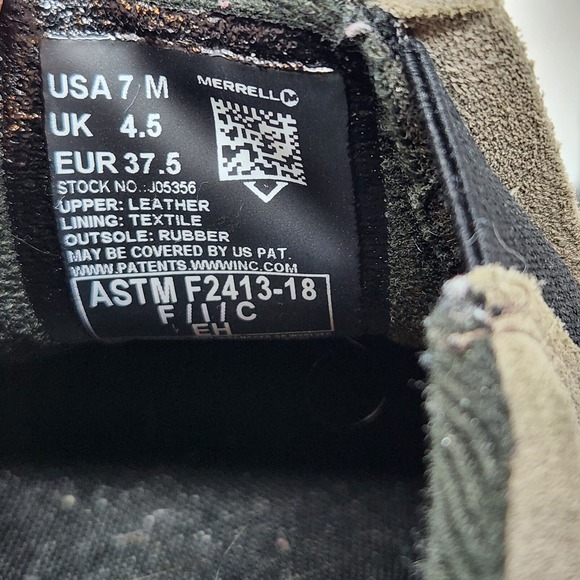 USA 7 M
MERRELL
UK 4.5
EUR 37.5
STOCK NO.:J05356
UPPER: LEATHER
LINING: TEXTILE
OUTSOLE: RUBBER
MAY BE COVERED BY US PAT.
WWW.PATENTS.WWWINC.COM
ASTM F2413-18
F / I / C
EH